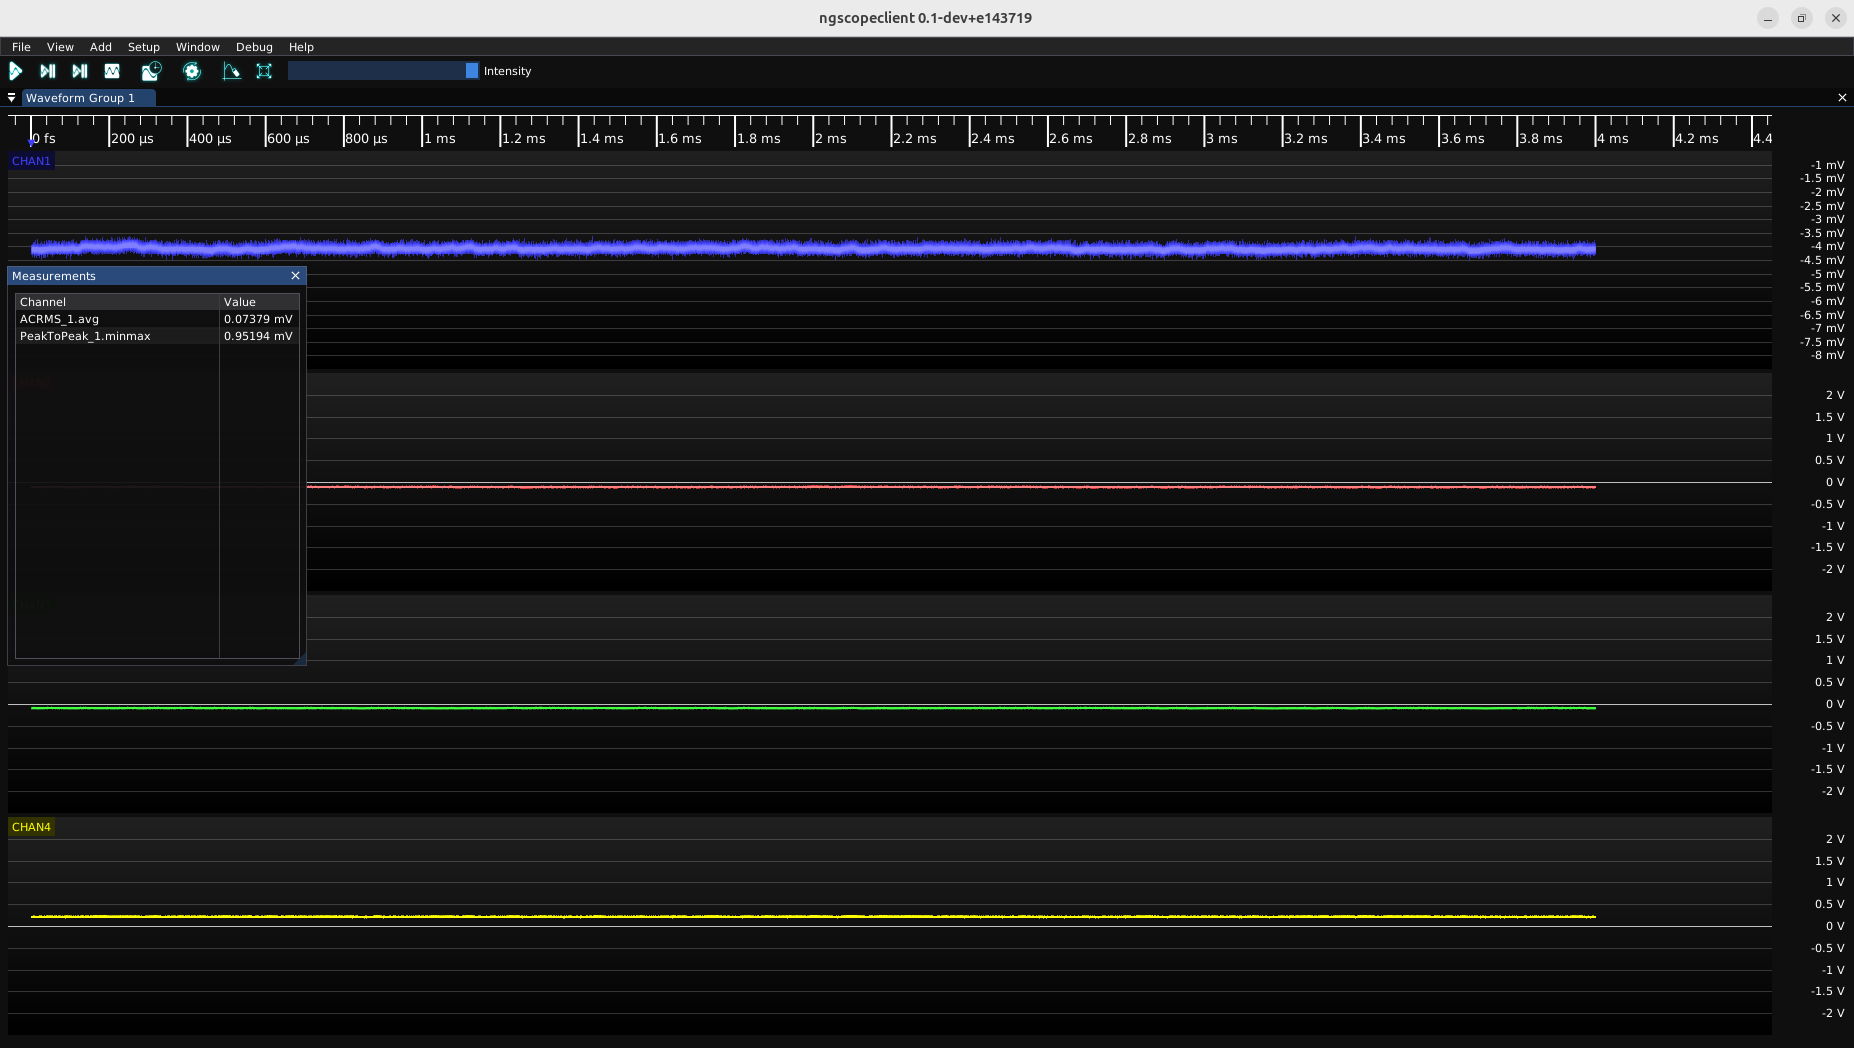 ngscopeclient 0.1-dev+e143719
File View Add Setup Window Debug Help
Intensity
Waveform Group 1
0 fs 200 µs 400 µs 600 µs 800 µs 1 ms 1.2 ms 1.4 ms 1.6 ms 1.8 ms 2 ms 2.2 ms 2.4 ms 2.6 ms 2.8 ms 3 ms 3.2 ms 3.4 ms 3.6 ms 3.8 ms 4 ms 4.2 ms 4.4
CHAN1
-1 mV
-1.5 mV
-2 mV
-2.5 mV
-3 mV
-3.5 mV
-4 mV
-4.5 mV
-5 mV
-5.5 mV
-6 mV
-6.5 mV
-7 mV
-7.5 mV
-8 mV
Measurements
Channel Value
ACRMS_1.avg 0.07379 mV
PeakToPeak_1.minmax 0.95194 mV
2 V
1.5 V
1 V
0.5 V
0 V
-0.5 V
-1 V
-1.5 V
-2 V
2 V
1.5 V
1 V
0.5 V
0 V
-0.5 V
-1 V
-1.5 V
-2 V
CHAN4
2 V
1.5 V
1 V
0.5 V
0 V
-0.5 V
-1 V
-1.5 V
-2 V